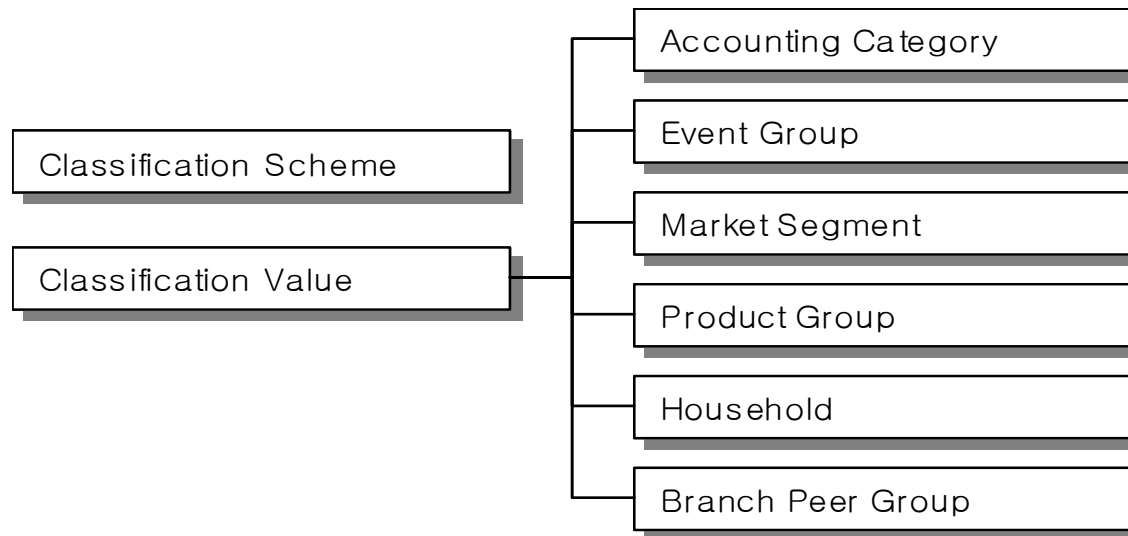 Classification Scheme
Classification Value
Accounting Category
Event Group
Market Segment
Product Group
Household
Branch Peer Group